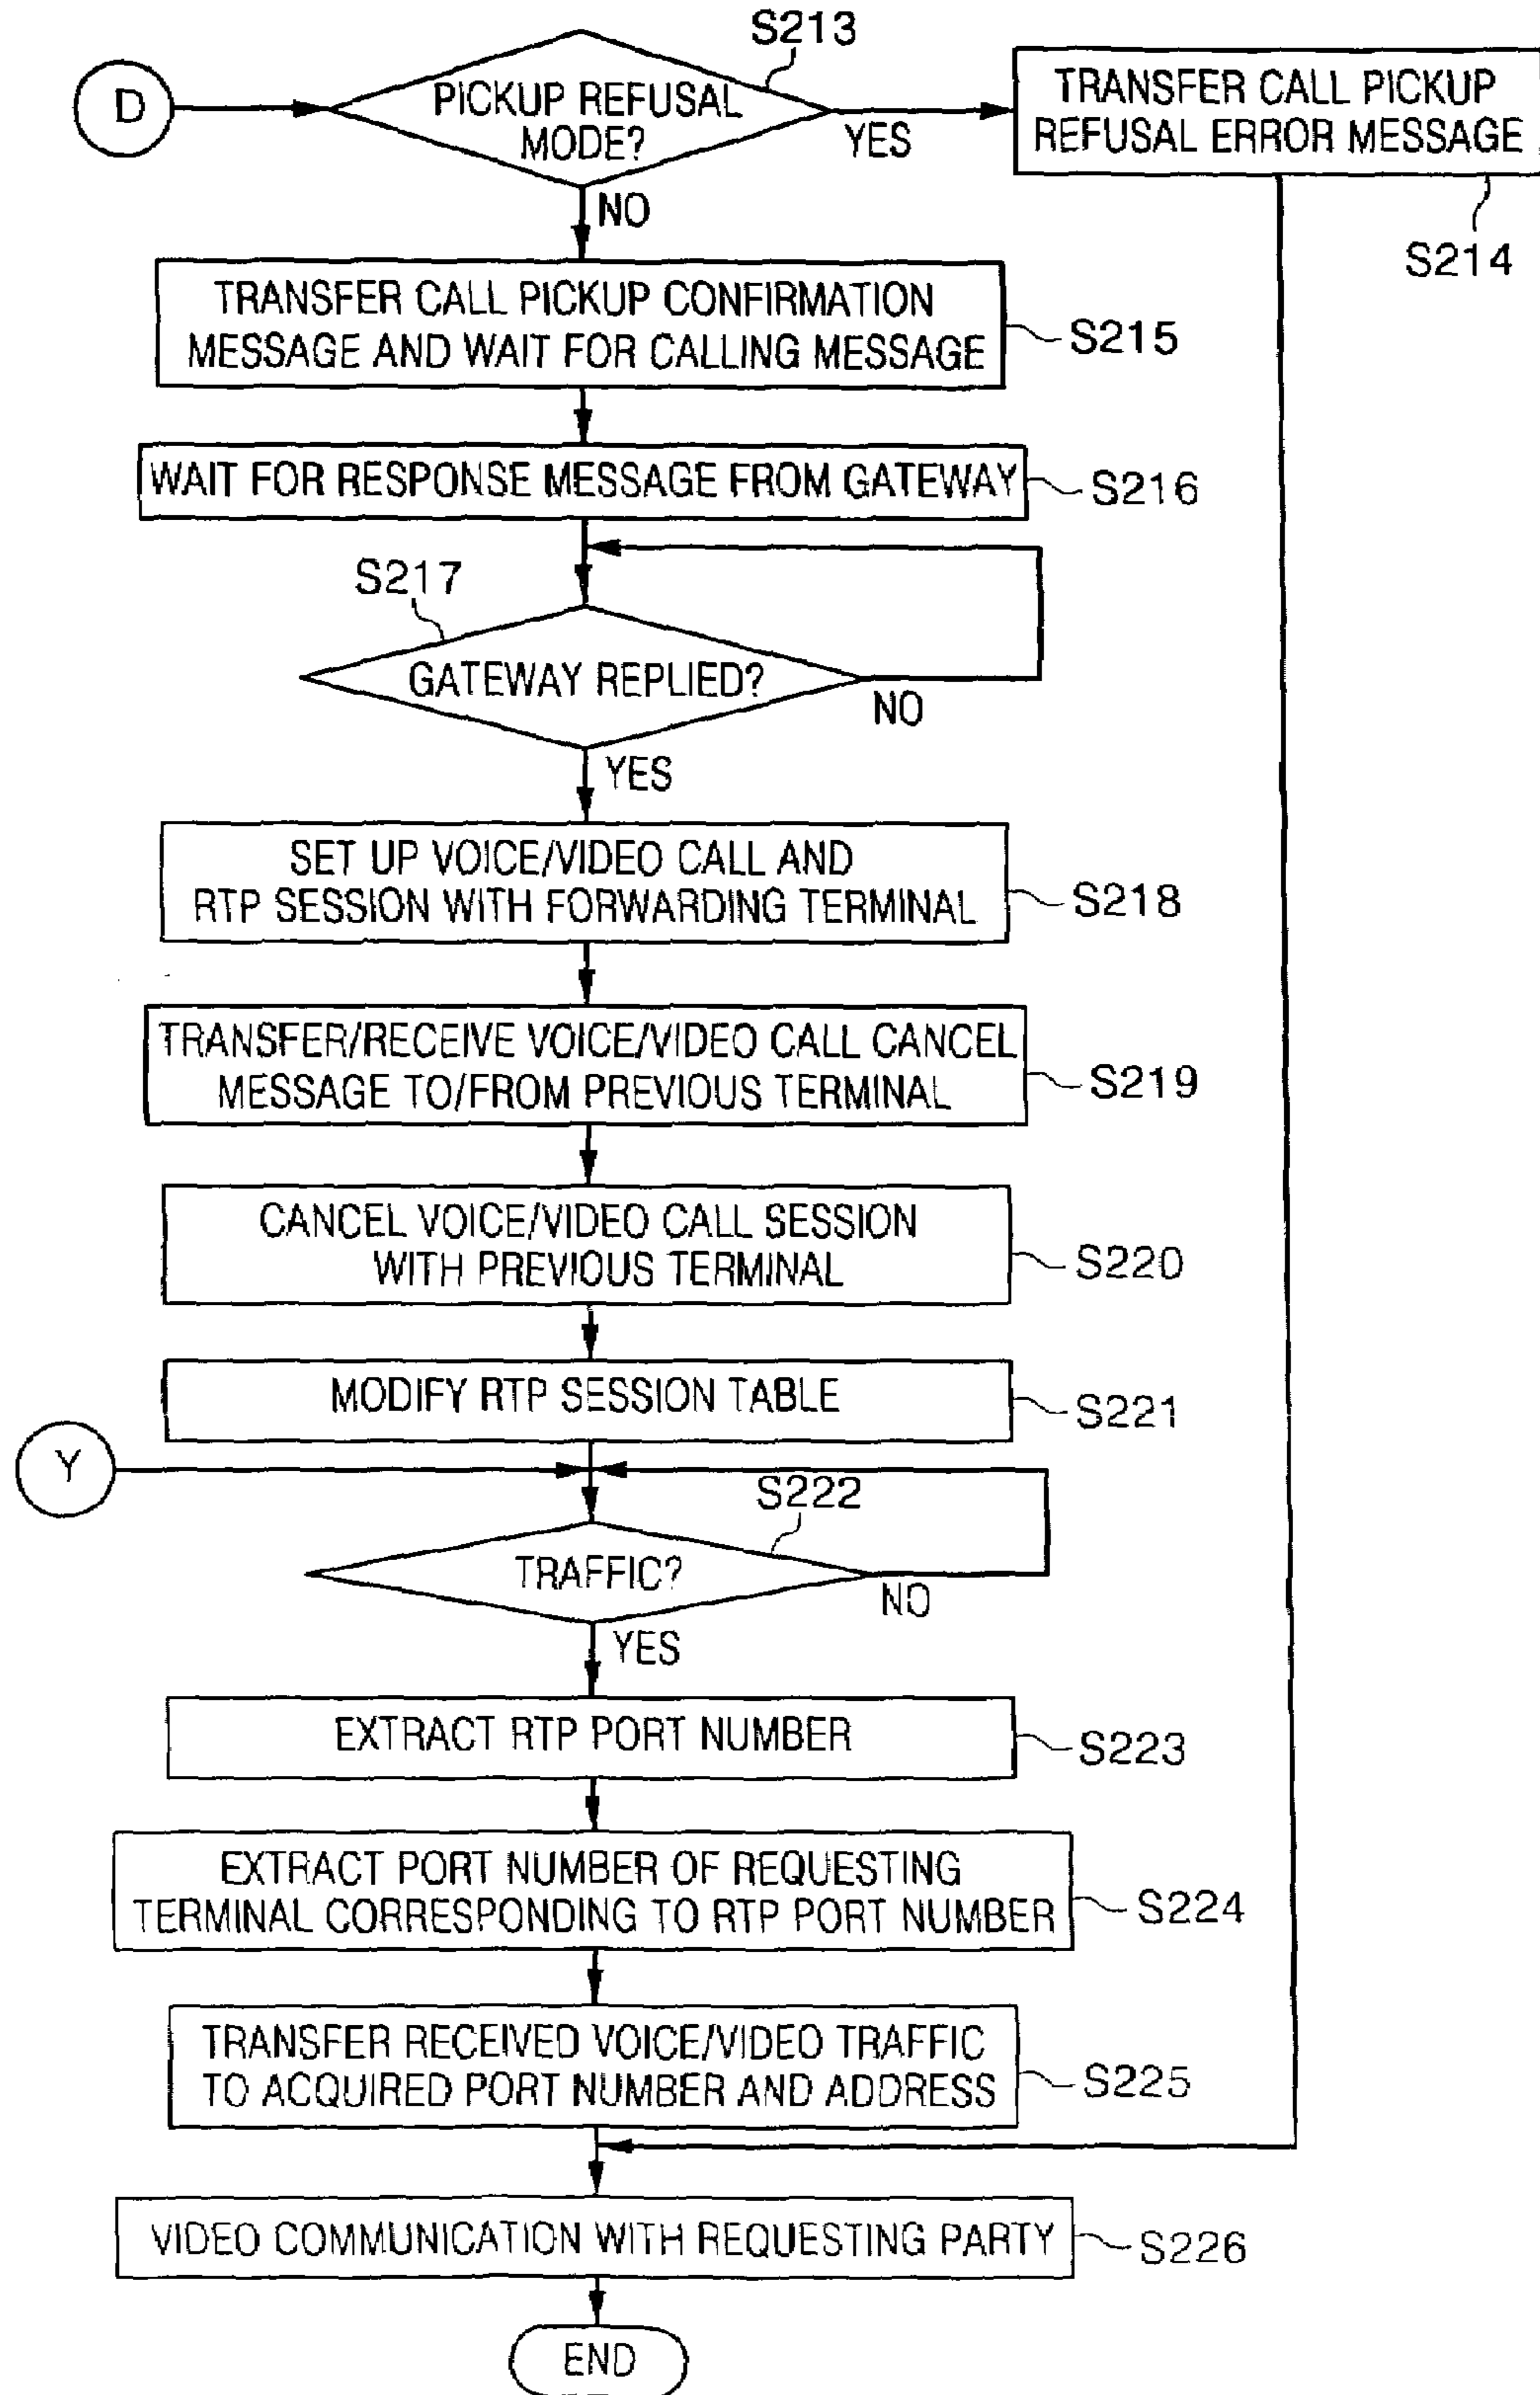 S213
D
PICKUP REFUSAL
MODE?
YES
TRANSFER CALL PICKUP
REFUSAL ERROR MESSAGE
S214
NO
TRANSFER CALL PICKUP CONFIRMATION
MESSAGE AND WAIT FOR CALLING MESSAGE
S215
WAIT FOR RESPONSE MESSAGE FROM GATEWAY
S216
S217
GATEWAY REPLIED?
NO
YES
SET UP VOICE/VIDEO CALL AND
RTP SESSION WITH FORWARDING TERMINAL
S218
TRANSFER/RECEIVE VOICE/VIDEO CALL CANCEL
MESSAGE TO/FROM PREVIOUS TERMINAL
S219
CANCEL VOICE/VIDEO CALL SESSION
WITH PREVIOUS TERMINAL
S220
MODIFY RTP SESSION TABLE
S221
Y
S222
TRAFFIC?
NO
YES
EXTRACT RTP PORT NUMBER
S223
EXTRACT PORT NUMBER OF REQUESTING
TERMINAL CORRESPONDING TO RTP PORT NUMBER
S224
TRANSFER RECEIVED VOICE/VIDEO TRAFFIC
TO ACQUIRED PORT NUMBER AND ADDRESS
S225
VIDEO COMMUNICATION WITH REQUESTING PARTY
S226
END